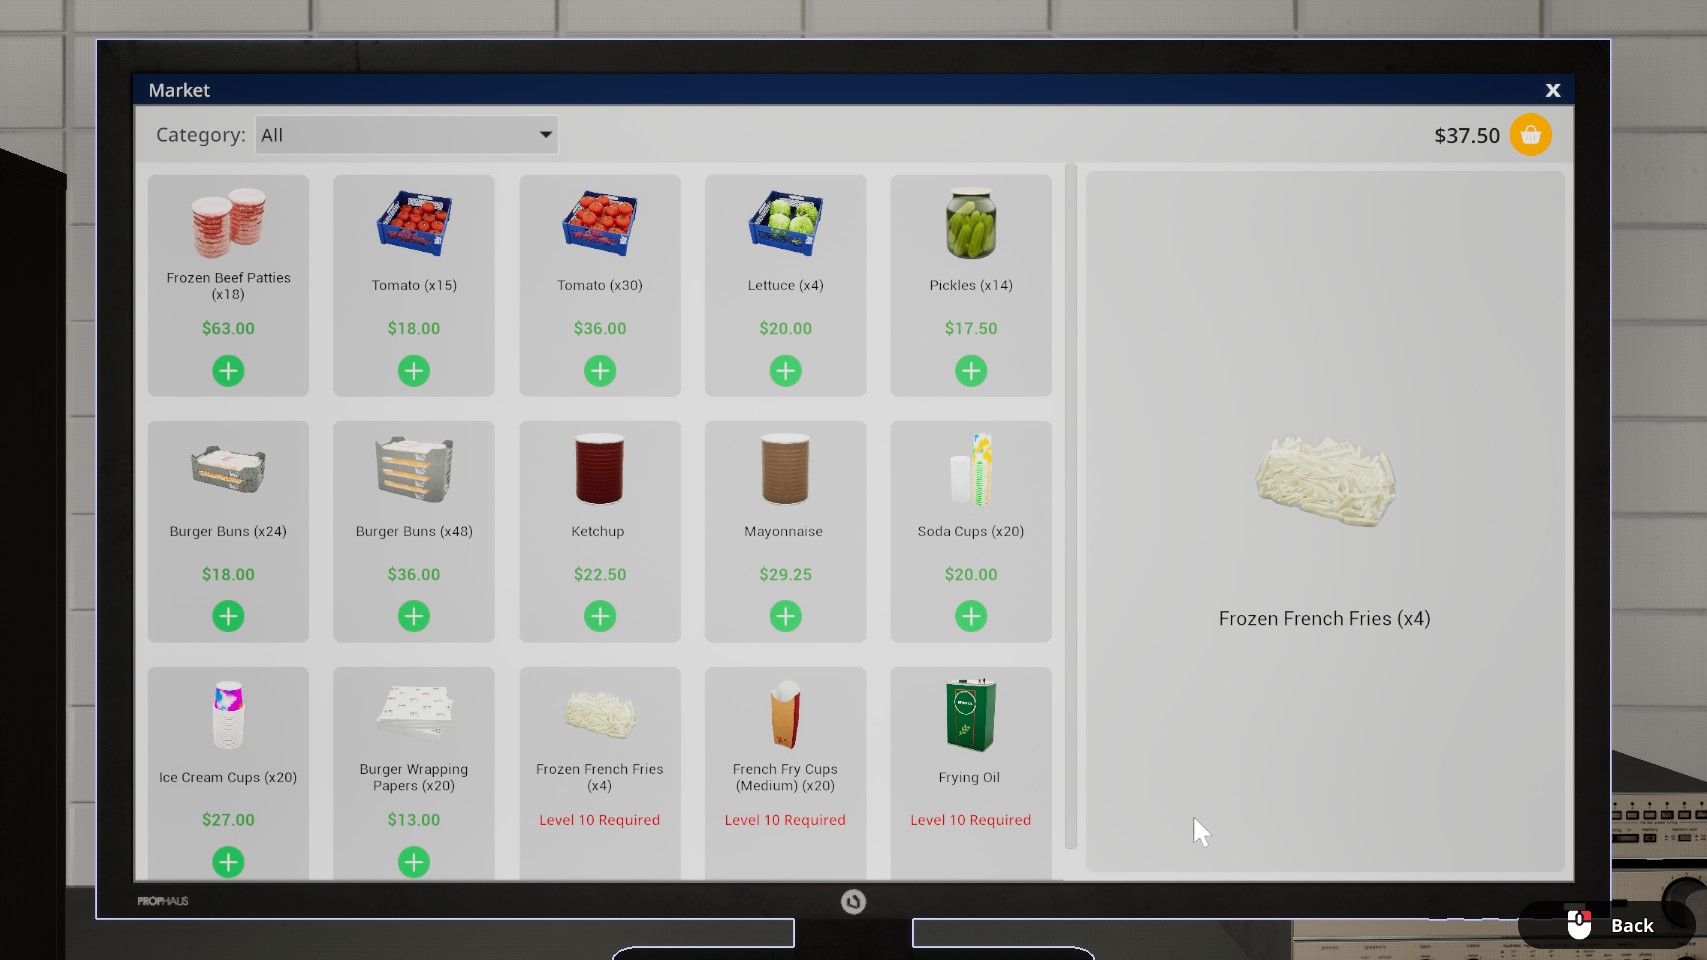 Market
X
Category: All
$37.50
Frozen Beef Patties
(x18)
$63.00
Tomato (x15)
$18.00
Tomato (x30)
$36.00
Lettuce (x4)
$20.00
Pickles (x14)
$17.50
Burger Buns (x24)
$18.00
Burger Buns (x48)
$36.00
Ketchup
$22.50
Mayonnaise
$29.25
Soda Cups (x20)
$20.00
Ice Cream Cups (x20)
$27.00
Burger Wrapping
Papers (x20)
$13.00
Frozen French Fries
(x4)
Level 10 Required
French Fry Cups
(Medium) (x20)
Level 10 Required
Frying Oil
Level 10 Required
Frozen French Fries (x4)
PROPHAUS
Back